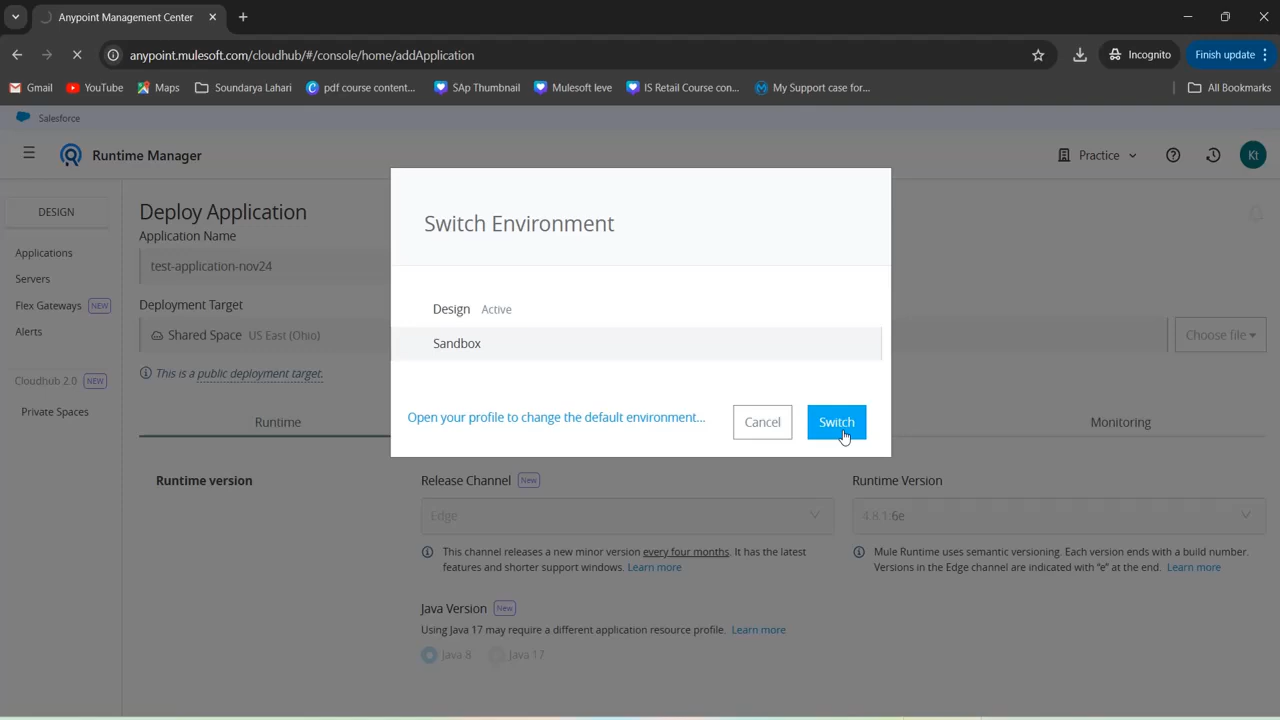 Anypoint Management Center
anypoint.mulesoft.com/cloudhub/#/console/home/addApplication
Incognito
Finish update
Gmail
YouTube
Maps
Soundarya Lahari
pdf course content...
SAp Thumbnail
Mulesoft leve
IS Retail Course con...
My Support case for...
All Bookmarks
Salesforce
Runtime Manager
Practice
Kt
DESIGN
Applications
Servers
Flex Gateways NEW
Alerts
Cloudhub 2.0 NEW
Private Spaces
Deploy Application
Application Name
test-application-nov24
Deployment Target
Shared Space US East (Ohio)
Choose file
This is a public deployment target.
Switch Environment
Design Active
Sandbox
Open your profile to change the default environment...
Cancel
Switch
Runtime
Monitoring
Runtime version
Release Channel New
Edge
This channel releases a new minor version every four months. It has the latest
features and shorter support windows. Learn more
Runtime Version
4.8.1:6e
Mule Runtime uses semantic versioning. Each version ends with a build number.
Versions in the Edge channel are indicated with "e" at the end. Learn more
Java Version New
Using Java 17 may require a different application resource profile. Learn more
Java 8
Java 17